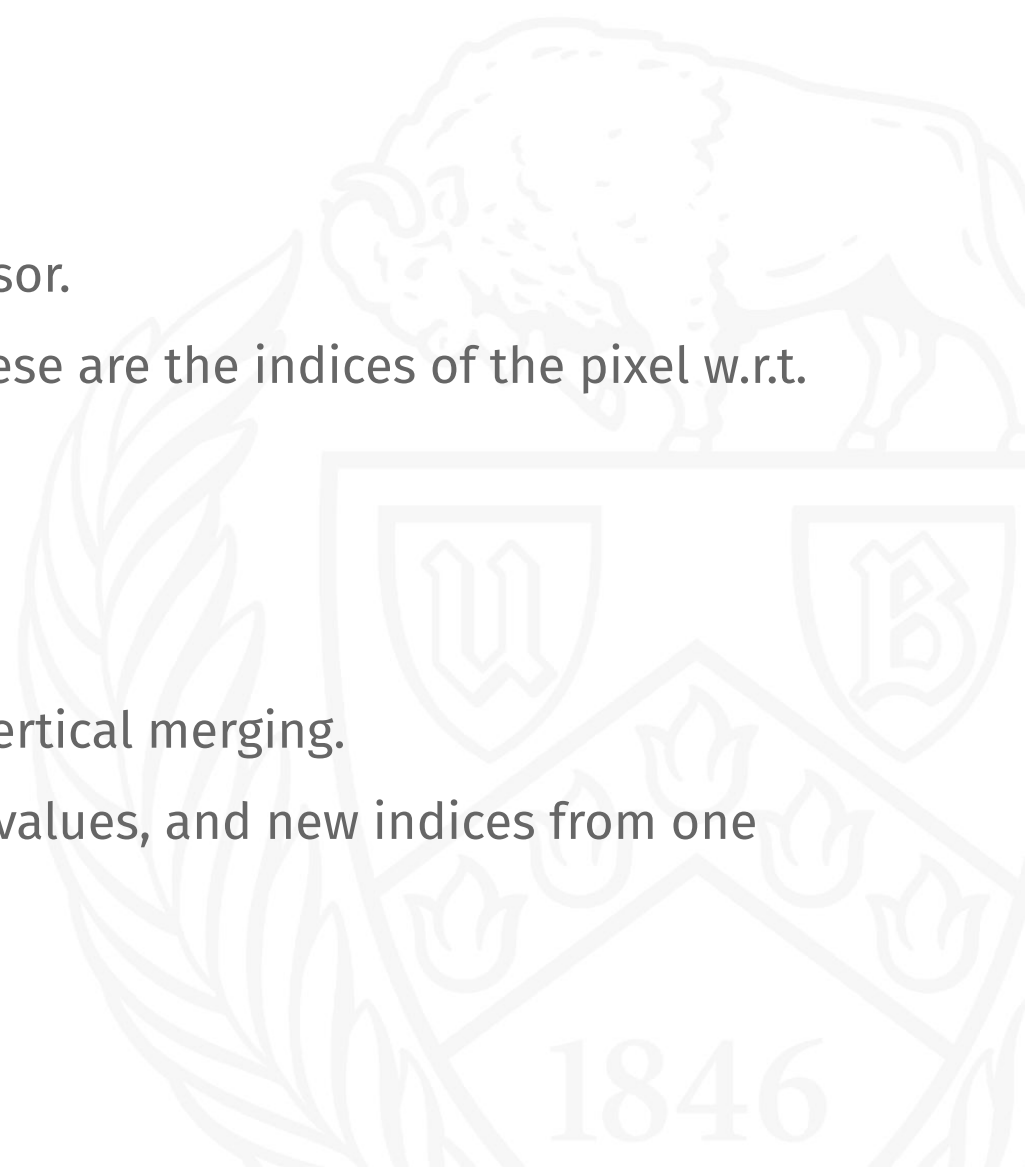 sor.
ese are the indices of the pixel w.r.t.
U B
ertical merging.
values, and new indices from one
1846